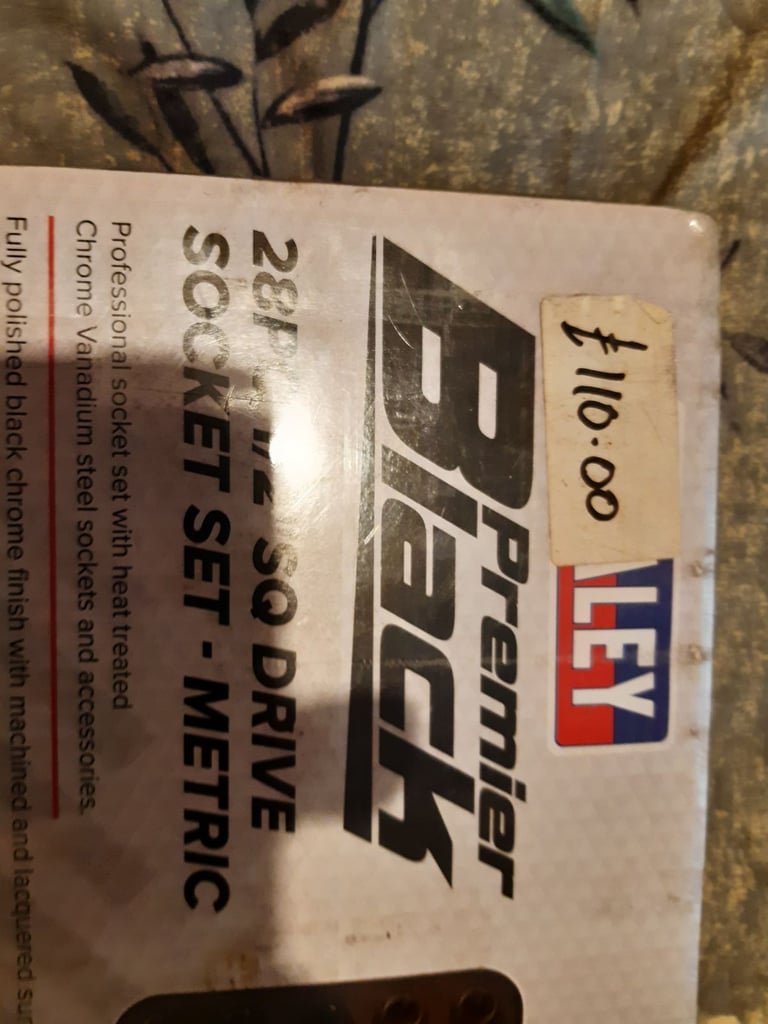 £110.00
LEY
Premier
Black
28P 1/2" SQ DRIVE
SOCKET SET - METRIC
Professional socket set with heat treated
Chrome Vanadium steel sockets and accessories.
Fully polished black chrome finish with machined and lacquered sur